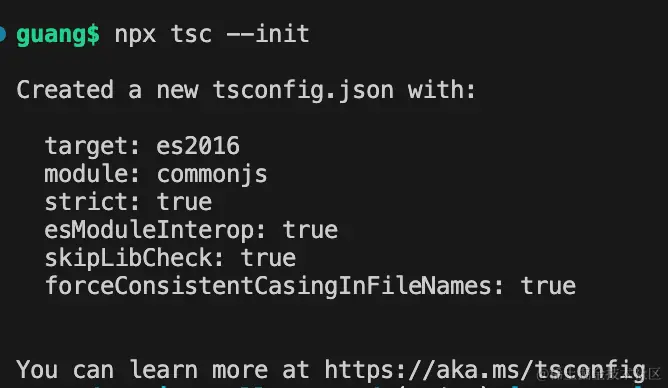 guang$ npx tsc --init
Created a new tsconfig.json with:
target: es2016
module: commonjs
strict: true
esModuleInterop: true
skipLibCheck: true
forceConsistentCasingInFileNames: true
You can learn more at https://aka.ms/tsconfig